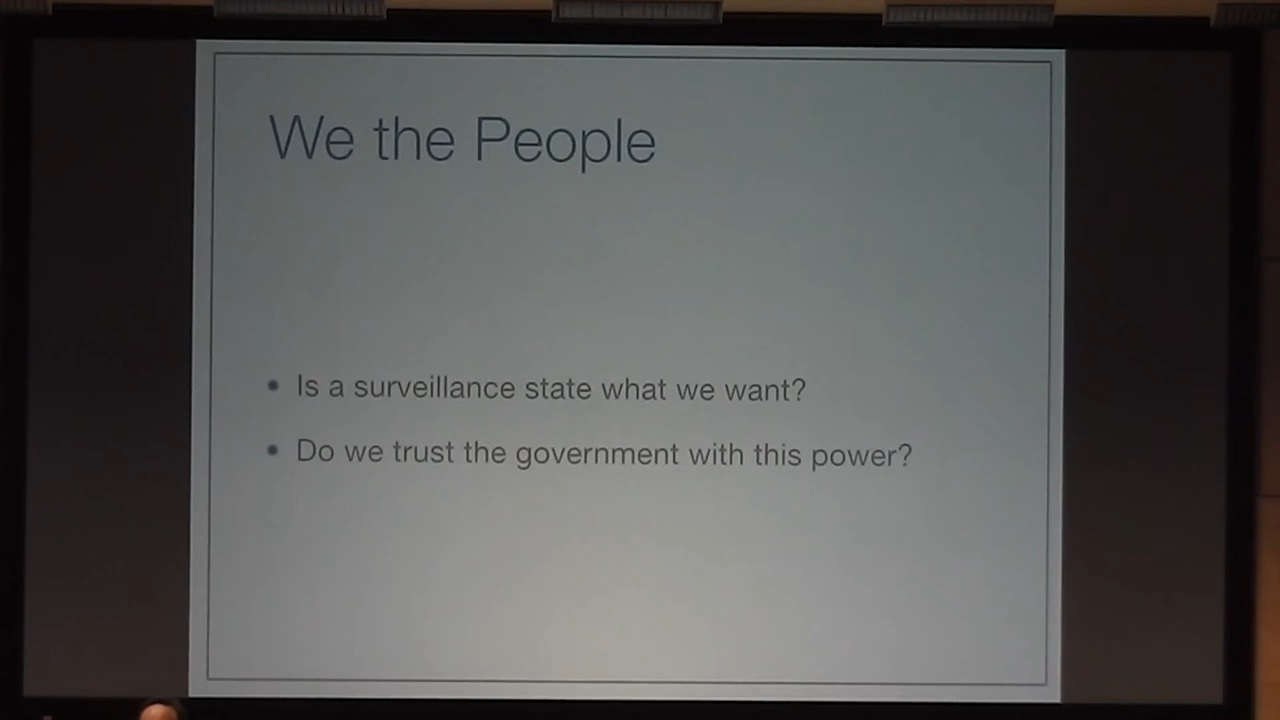 We the People
• Is a surveillance state what we want?
• Do we trust the government with this power?